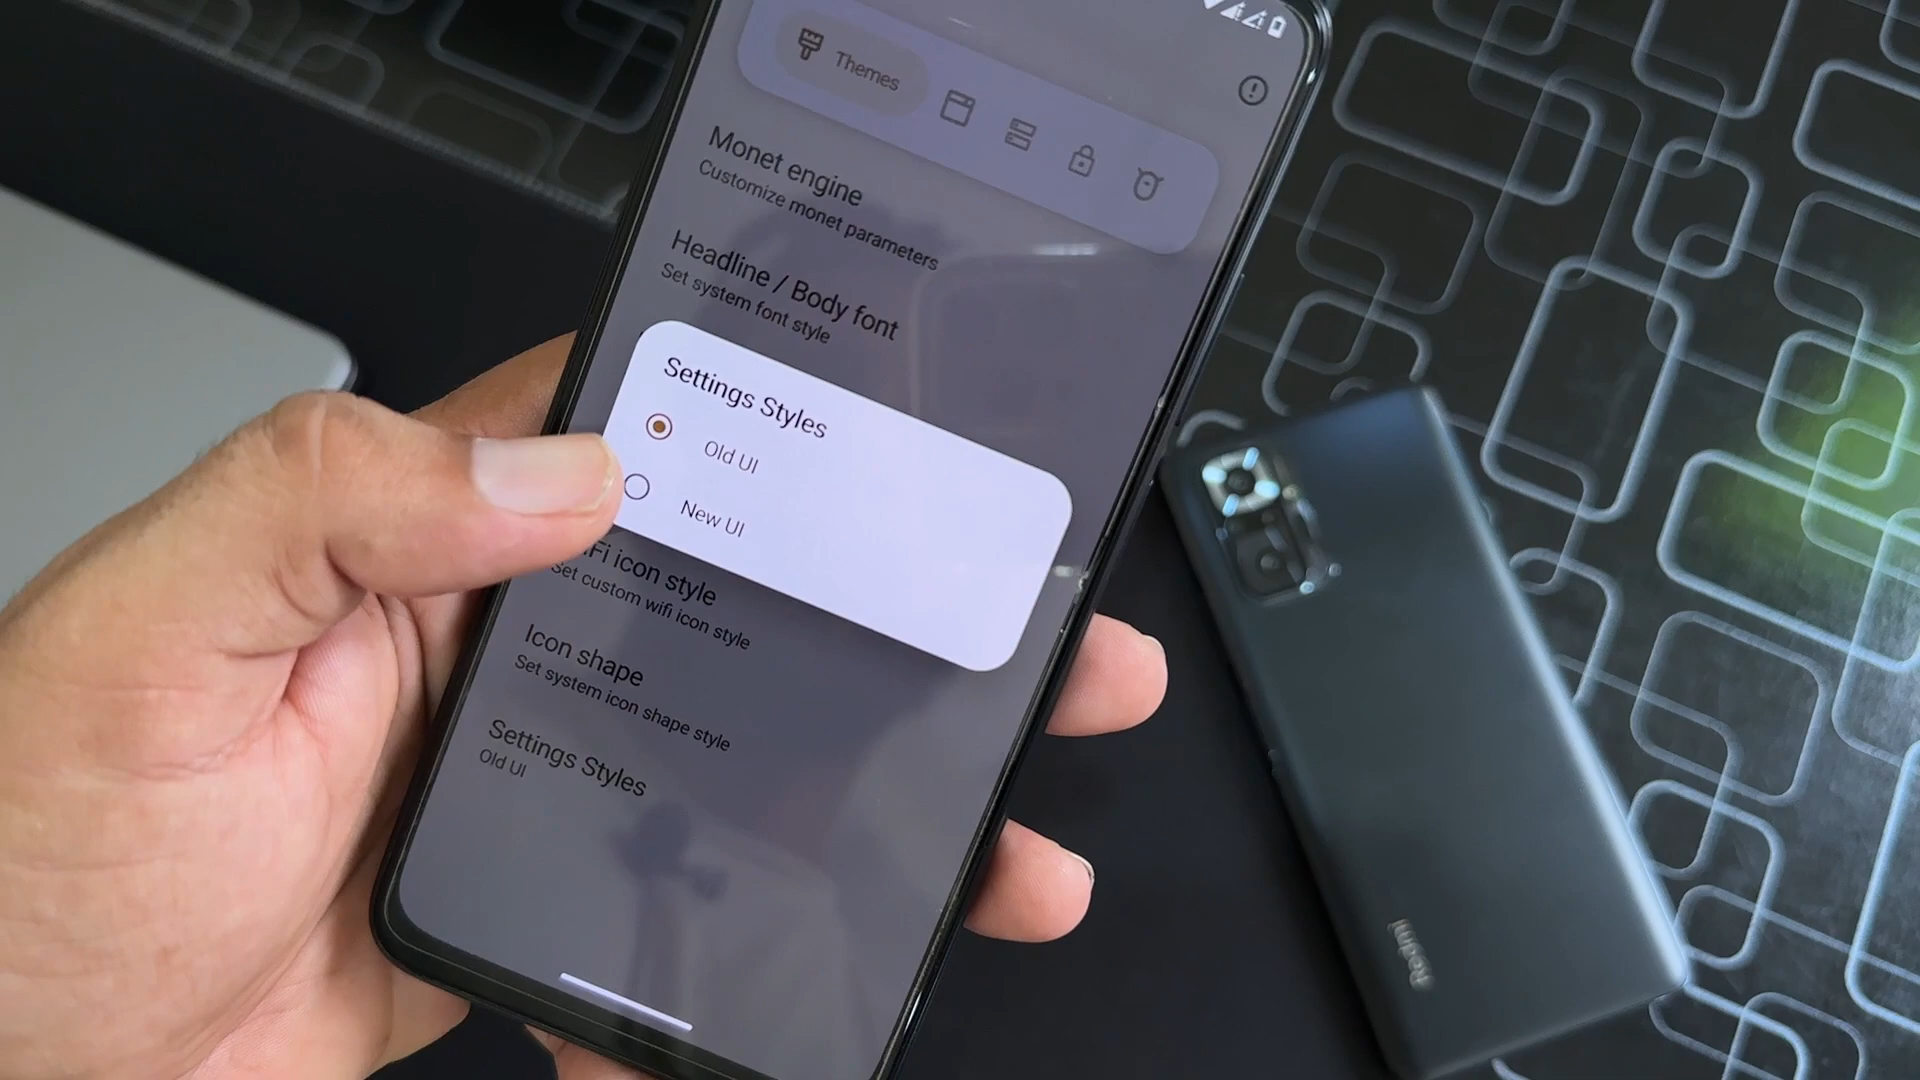 Themes
Monet engine
Customize monet parameters
Headline / Body font
Set system font style
Settings Styles
Old UI
New UI
Fi icon style
Set custom wifi icon style
Icon shape
Set system icon shape style
Settings Styles
Old UI
Redmi